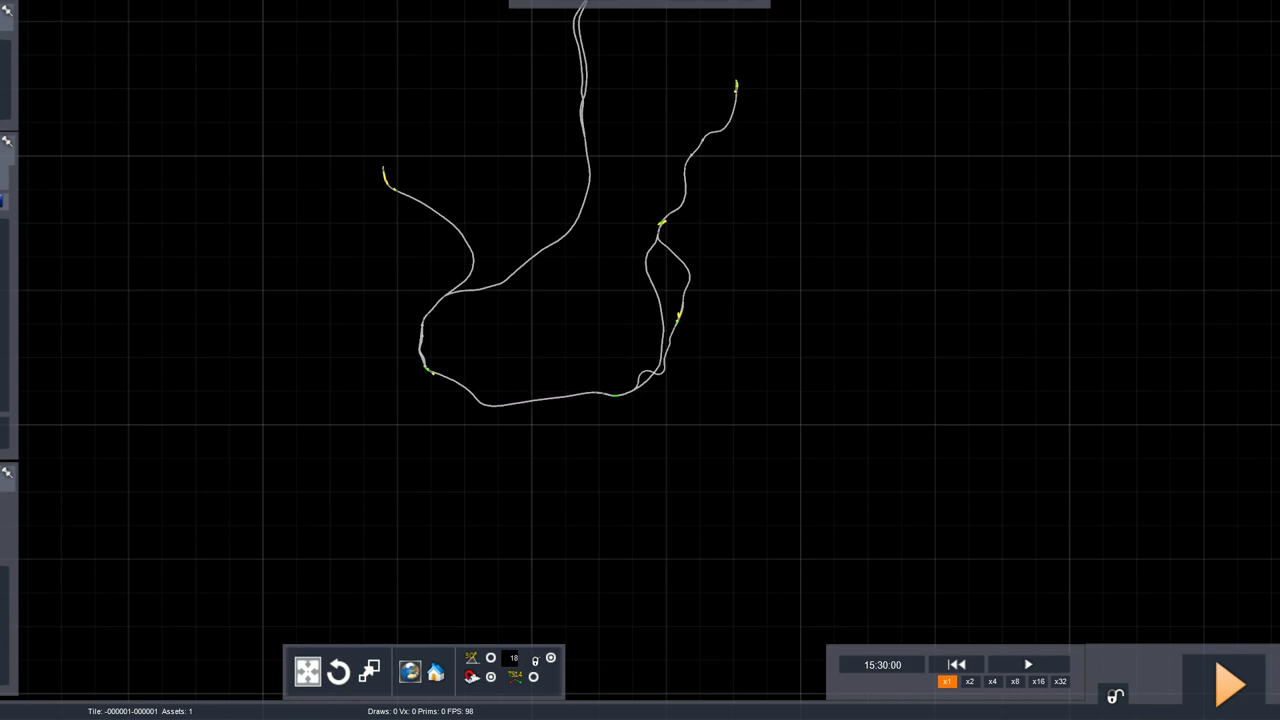 18
TS14
15:30:00
x1 x2 x4 x8 x16 x32
Tile: -000001-000001 Assets: 1 Draws: 0 Vx: 0 Prims: 0 FPS: 98